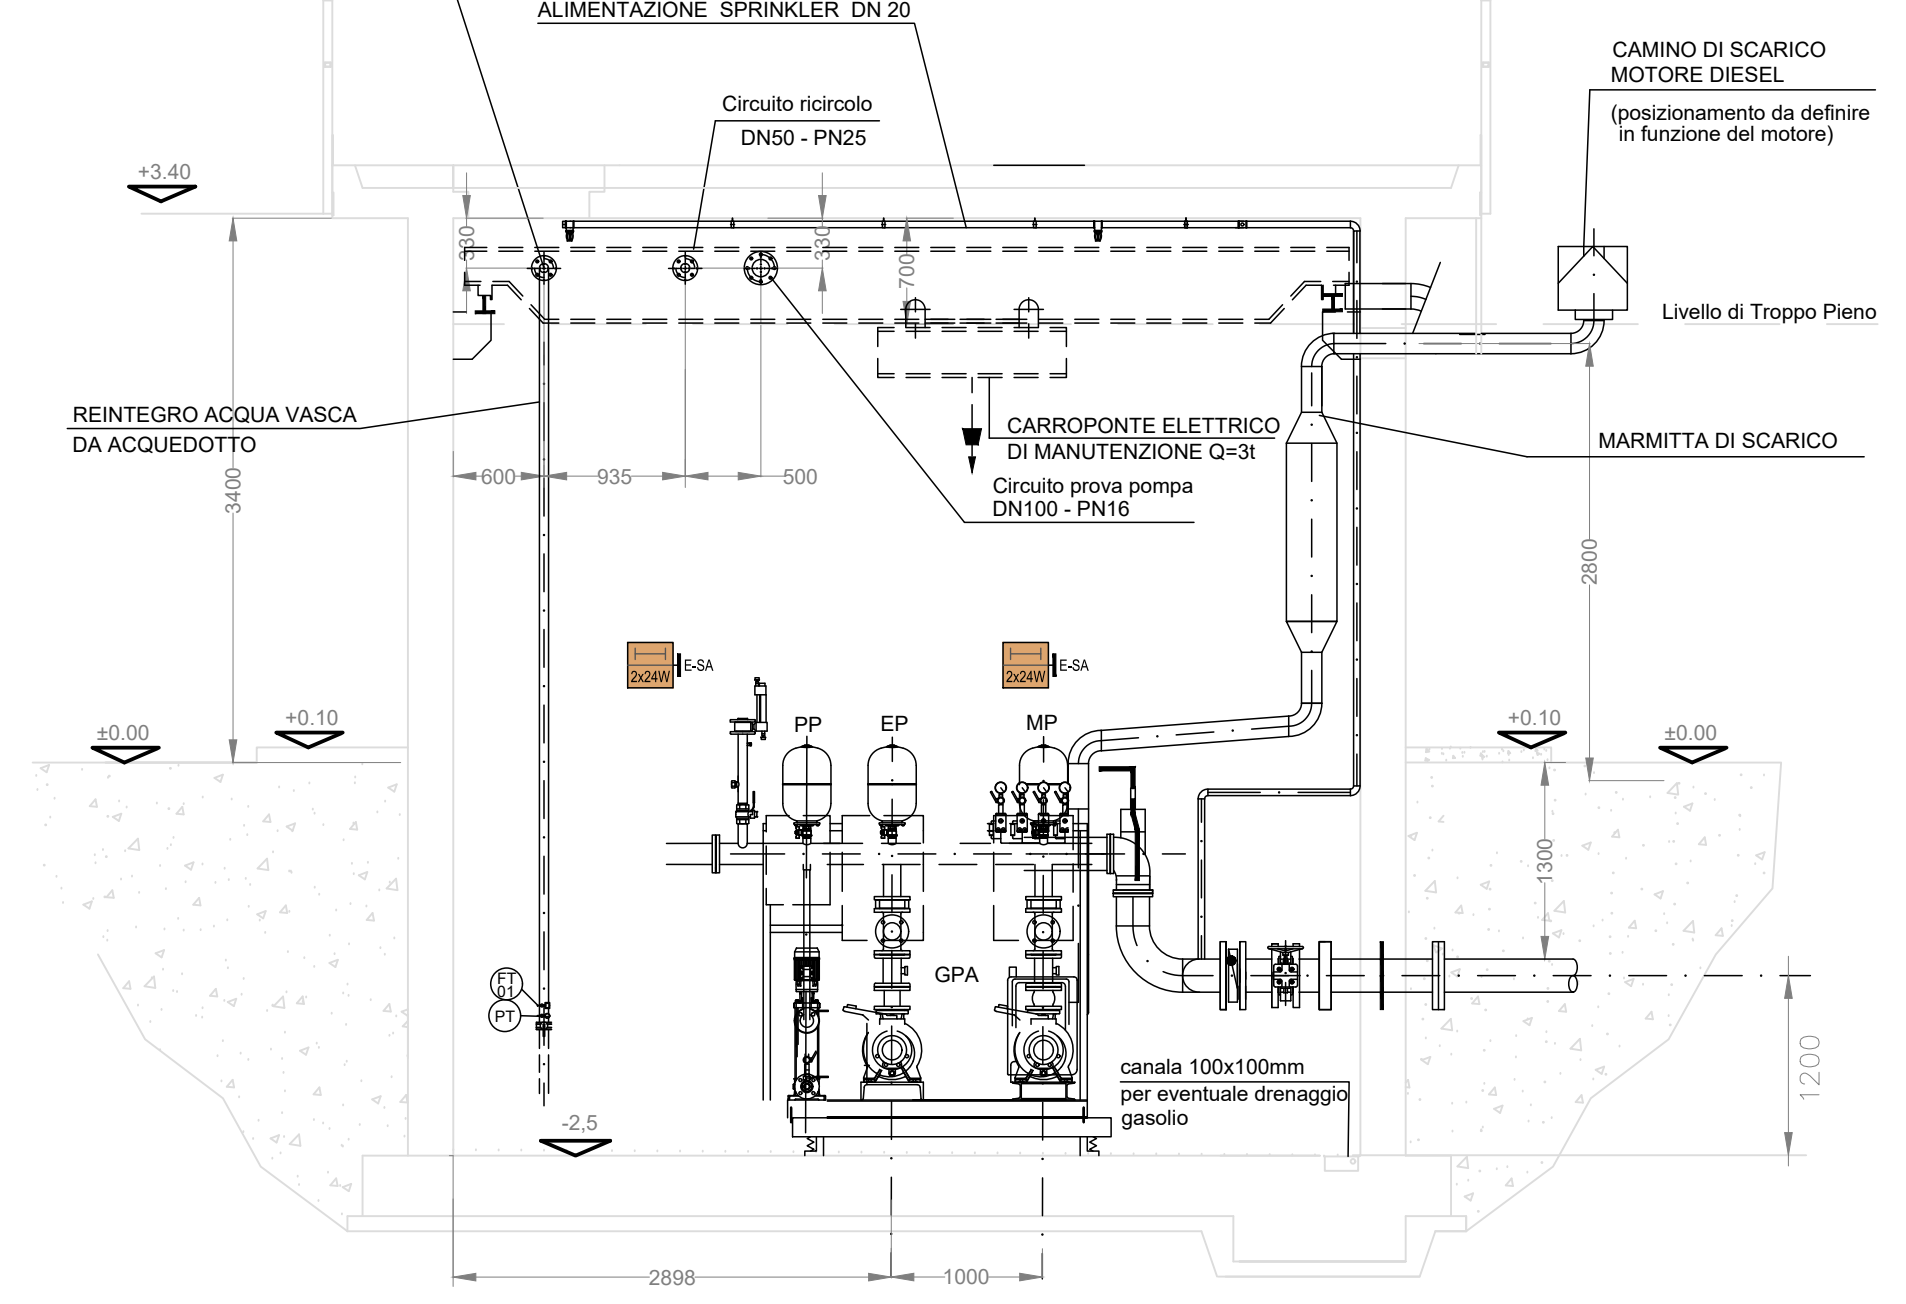 ALIMENTAZIONE SPRINKLER DN 20
CAMINO DI SCARICO
MOTORE DIESEL
(posizionamento da definire
in funzione del motore)
Circuito ricircolo
DN50 - PN25
+3.40
330
330
700
Livello di Troppo Pieno
REINTEGRO ACQUA VASCA
DA ACQUEDOTTO
CARROPONTE ELETTRICO
DI MANUTENZIONE Q=3t
MARMITTA DI SCARICO
600
935
500
Circuito prova pompa
DN100 - PN16
3400
2800
2x24W
E-SA
2x24W
E-SA
±0.00
+0.10
PP
EP
MP
+0.10
±0.00
1300
GPA
FT
01
PT
1200
canala 100x100mm
per eventuale drenaggio
gasolio
-2,5
2898
1000